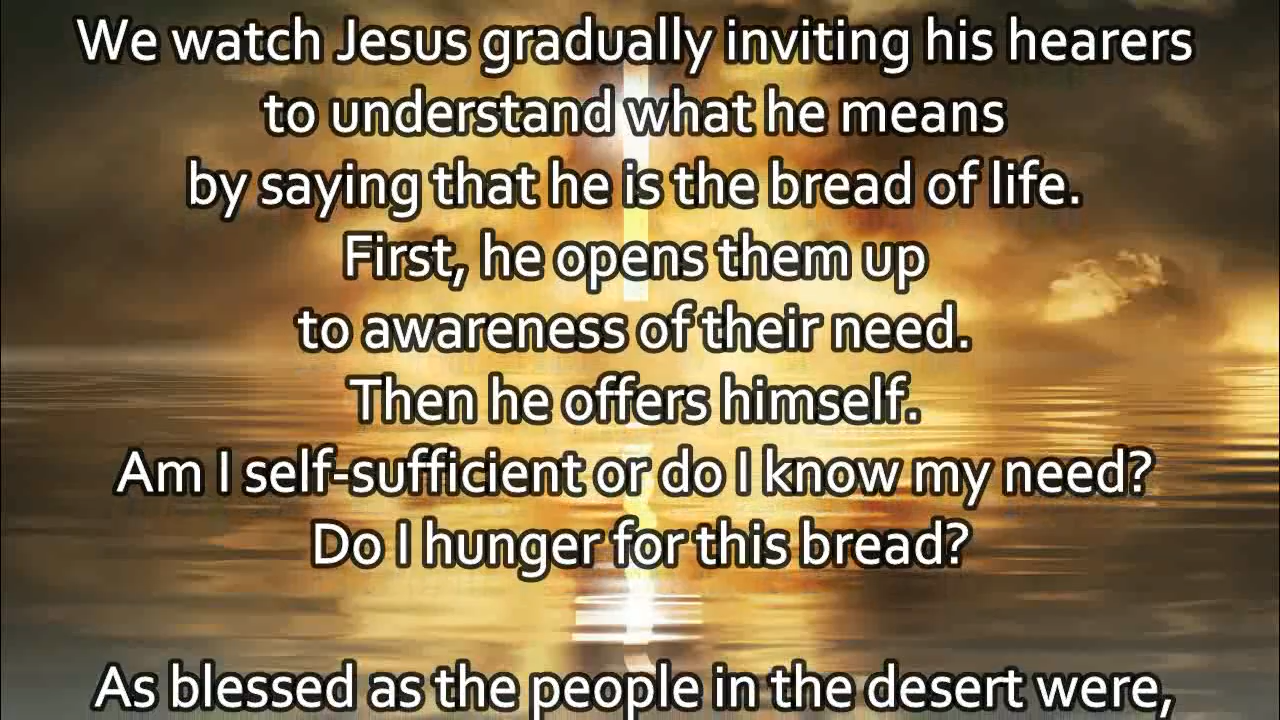 We watch Jesus gradually inviting his hearers
to understand what he means
by saying that he is the bread of life.
First, he opens them up
to awareness of their need.
Then he offers himself.
Am I self-sufficient or do I know my need?
Do I hunger for this bread?
As blessed as the people in the desert were,